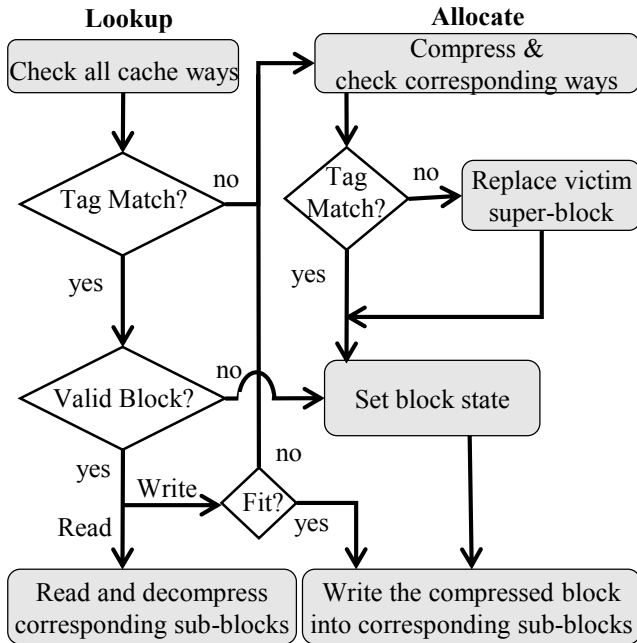 Lookup
Allocate
Check all cache ways
Compress &
check corresponding ways
Tag Match?
no
Tag
Match?
no
Replace victim
super-block
yes
yes
Valid Block?
no
Set block state
yes
no
Write
Fit?
yes
Read
Read and decompress
corresponding sub-blocks
Write the compressed block
into corresponding sub-blocks